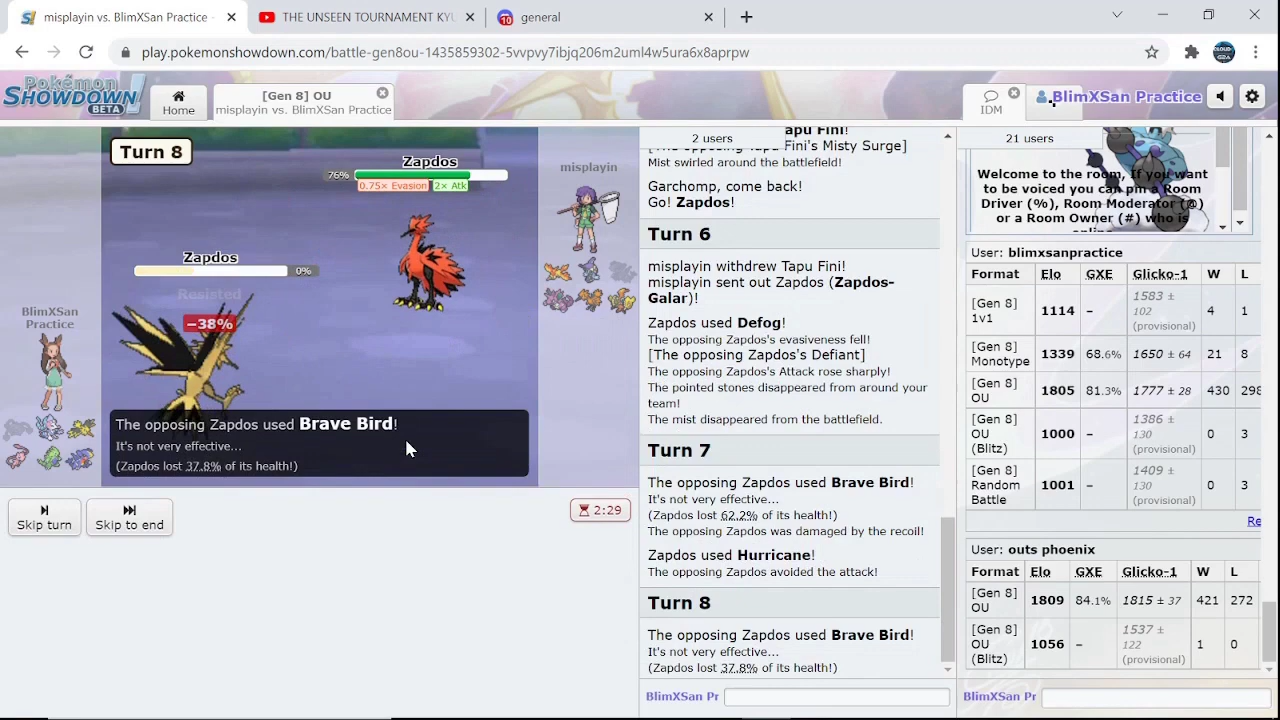 misplayin vs. BlimXSan Practice -
THE UNSEEN TOURNAMENT KYU
10
general
play.pokemonshowdown.com/battle-gen8ou-1435859302-5vvpvy7ibjq206m2uml4w5ura6x8aprpw
Pokémon
SHOWDOWN!
BETA
Home
[Gen 8] OU
misplayin vs. BlimXSan Practice
IDM
BlimXSan Practice
Turn 8
Zapdos
76%
0.75× Evasion 2× Atk
Zapdos
0%
Resisted
−38%
BlimXSan
Practice
misplayin
The opposing Zapdos used Brave Bird!
It's not very effective...
(Zapdos lost 37.8% of its health!)
Skip turn
Skip to end
2:29
2 users
Tapu Fini!
[The opposing Tapu Fini's Misty Surge]
Mist swirled around the battlefield!
Garchomp, come back!
Go! Zapdos!
Turn 6
misplayin withdrew Tapu Fini!
misplayin sent out Zapdos (Zapdos-
Galar)!
Zapdos used Defog!
The opposing Zapdos's evasiveness fell!
[The opposing Zapdos's Defiant]
The opposing Zapdos's Attack rose sharply!
The pointed stones disappeared from around your
team!
The mist disappeared from the battlefield.
Turn 7
The opposing Zapdos used Brave Bird!
It's not very effective...
(Zapdos lost 62.2% of its health!)
The opposing Zapdos was damaged by the recoil!
Zapdos used Hurricane!
The opposing Zapdos avoided the attack!
Turn 8
The opposing Zapdos used Brave Bird!
It's not very effective...
(Zapdos lost 37.8% of its health!)
BlimXSan Pr
21 users
Welcome to the room, If you want
to be voiced you can pm a Room
Driver (%), Room Moderator (@)
or a Room Owner (#) who is
online
User: blimxsanpractice
Format Elo GXE Glicko-1 W L
[Gen 8] 1v1 1114 – 1583 ± 102 (provisional) 4 1
[Gen 8] Monotype 1339 68.6% 1650 ± 64 21 8
[Gen 8] OU 1805 81.3% 1777 ± 28 430 298
[Gen 8] OU (Blitz) 1000 – 1386 ± 130 (provisional) 0 3
[Gen 8] Random Battle 1001 – 1409 ± 130 (provisional) 0 3
Re
User: outs phoenix
Format Elo GXE Glicko-1 W L
[Gen 8] OU 1809 84.1% 1815 ± 37 421 272
[Gen 8] OU (Blitz) 1056 – 1537 ± 122 (provisional) 1 0
BlimXSan Pr